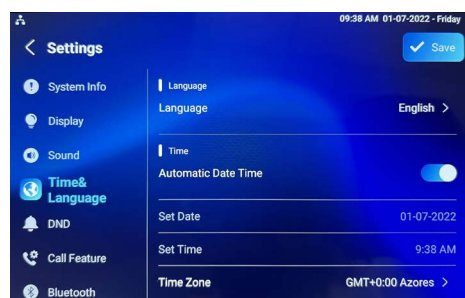 09:38 AM 01-07-2022 - Friday
Settings
Save
System Info
Display
Sound
Time&
Language
DND
Call Feature
Bluetooth
Language
Language
English
Time
Automatic Date Time
Set Date
01-07-2022
Set Time
9:38 AM
Time Zone
GMT+0:00 Azores